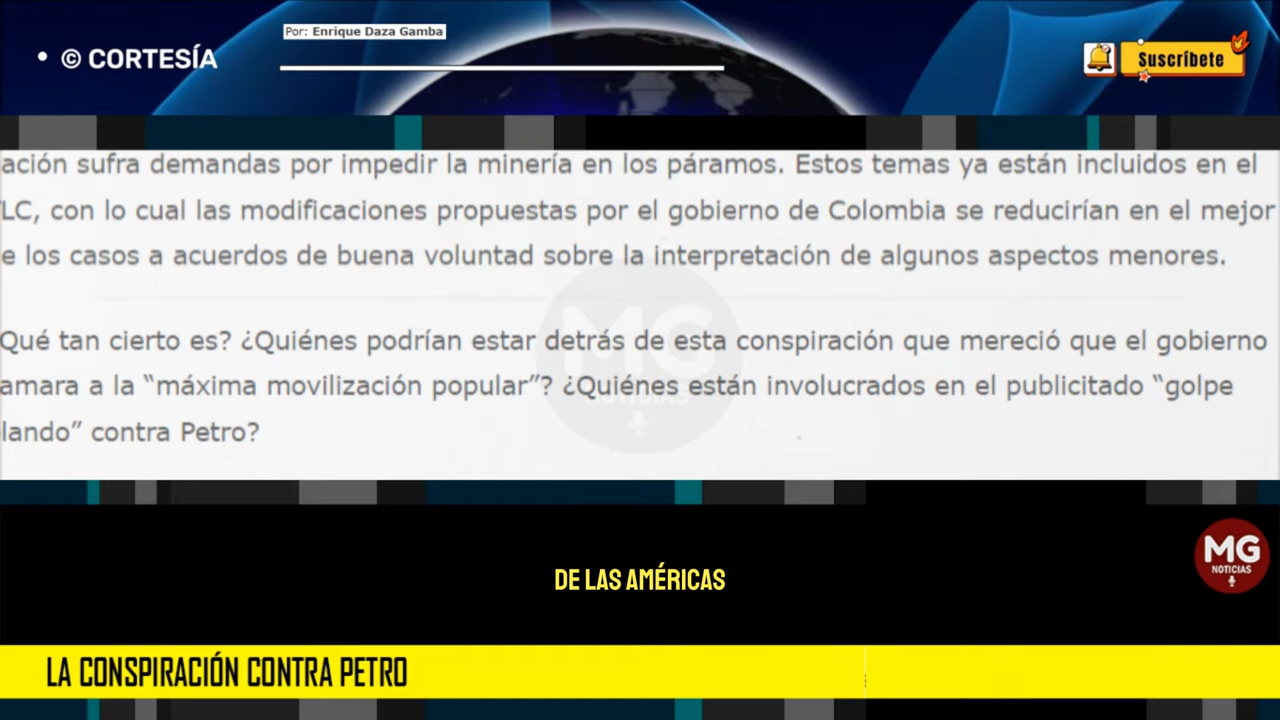 Por: Enrique Daza Gamba
• © CORTESÍA
Suscríbete
ación sufra demandas por impedir la minería en los páramos. Estos temas ya están incluidos en el
LC, con lo cual las modificaciones propuestas por el gobierno de Colombia se reducirían en el mejor
e los casos a acuerdos de buena voluntad sobre la interpretación de algunos aspectos menores.
Qué tan cierto es? ¿Quiénes podrían estar detrás de esta conspiración que mereció que el gobierno
amara a la “máxima movilización popular”? ¿Quiénes están involucrados en el publicitado “golpe
lando” contra Petro?
MG
NOTICIAS
DE LAS AMÉRICAS
MG
NOTICIAS
LA CONSPIRACIÓN CONTRA PETRO